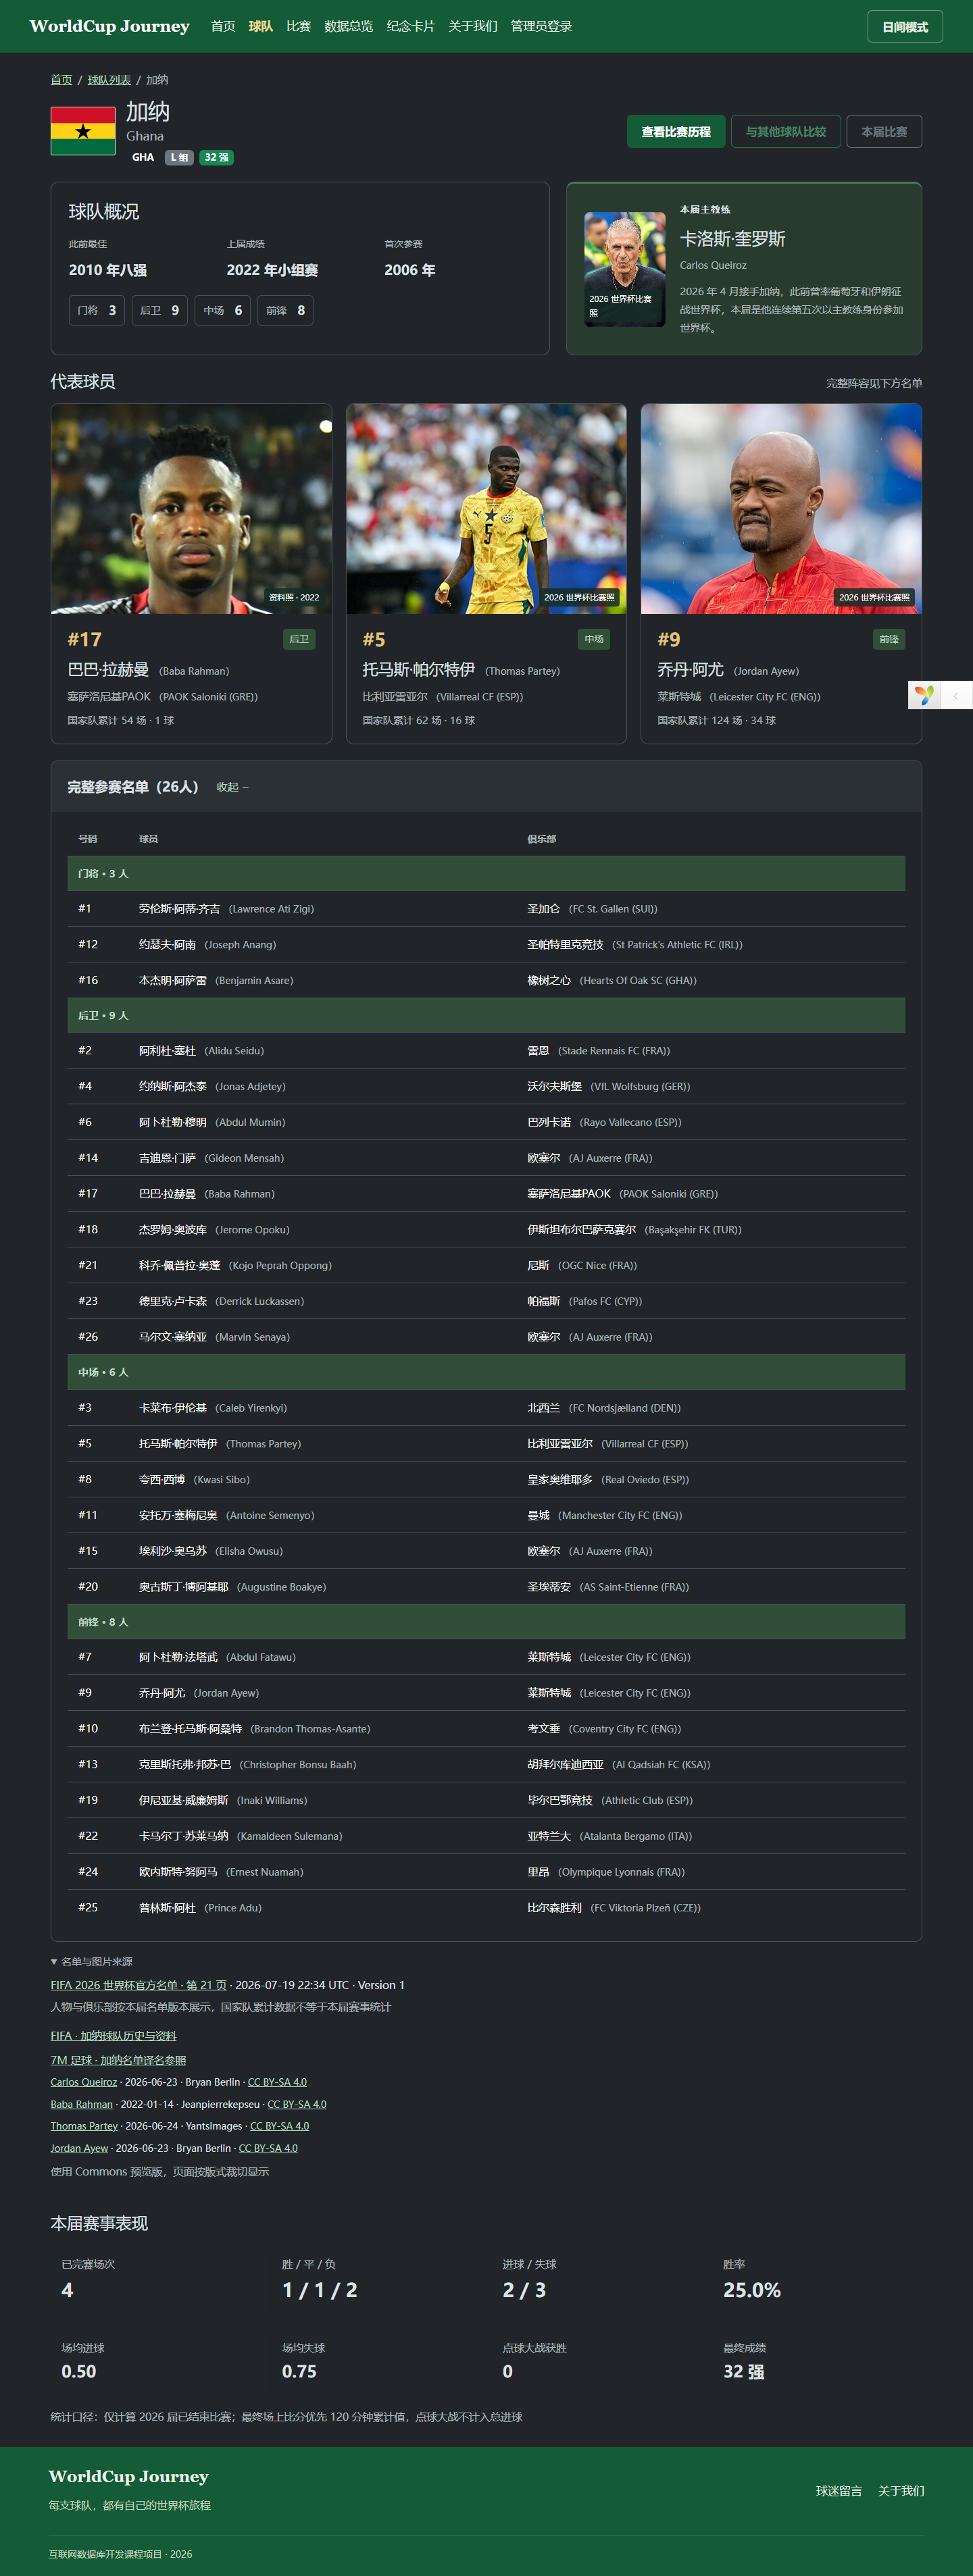 WorldCup Journey 首页 球队 比赛 数据总览 纪念卡片 关于我们 管理员登录 日间模式
首页 / 球队列表 / 加纳
加纳
Ghana
GHA L 组 32 强
查看比赛历程 与其他球队比较 本届比赛
球队概况
此前最佳 上届成绩 首次参赛
2010 年八强 2022 年小组赛 2006 年
门将 3 后卫 9 中场 6 前锋 8
2026 世界杯比赛
照
本届主教练
卡洛斯·奎罗斯
Carlos Queiroz
2026 年 4 月接手加纳，此前曾率葡萄牙和伊朗征
战世界杯，本届是他连续第五次以主教练身份参加
世界杯。
代表球员 完整阵容见下方名单
资料照 · 2022
#17 后卫
巴巴·拉赫曼 （Baba Rahman）
塞萨洛尼基PAOK （PAOK Saloniki (GRE)）
国家队累计 54 场 · 1 球
5
2026 世界杯比赛照
#5 中场
托马斯·帕尔特伊 （Thomas Partey）
比利亚雷亚尔 （Villarreal CF (ESP)）
国家队累计 62 场 · 16 球
2026 世界杯比赛照
#9 前锋
乔丹·阿尤 （Jordan Ayew）
莱斯特城 （Leicester City FC (ENG)）
国家队累计 124 场 · 34 球
完整参赛名单（26人） 收起 −
号码 球员 俱乐部
门将 • 3 人
#1 劳伦斯·阿蒂·齐吉 （Lawrence Ati Zigi） 圣加仑 （FC St. Gallen (SUI)）
#12 约瑟夫·阿南 （Joseph Anang） 圣帕特里克竞技 （St Patrick's Athletic FC (IRL)）
#16 本杰明·阿萨雷 （Benjamin Asare） 橡树之心 （Hearts Of Oak SC (GHA)）
后卫 • 9 人
#2 阿利杜·塞杜 （Alidu Seidu） 雷恩 （Stade Rennais FC (FRA)）
#4 约纳斯·阿杰泰 （Jonas Adjetey） 沃尔夫斯堡 （VfL Wolfsburg (GER)）
#6 阿卜杜勒·穆明 （Abdul Mumin） 巴列卡诺 （Rayo Vallecano (ESP)）
#14 吉迪恩·门萨 （Gideon Mensah） 欧塞尔 （AJ Auxerre (FRA)）
#17 巴巴·拉赫曼 （Baba Rahman） 塞萨洛尼基PAOK （PAOK Saloniki (GRE)）
#18 杰罗姆·奥波库 （Jerome Opoku） 伊斯坦布尔巴萨克赛尔 （Başakşehir FK (TUR)）
#21 科乔·佩普拉·奥蓬 （Kojo Peprah Oppong） 尼斯 （OGC Nice (FRA)）
#23 德里克·卢卡森 （Derrick Luckassen） 帕福斯 （Pafos FC (CYP)）
#26 马尔文·塞纳亚 （Marvin Senaya） 欧塞尔 （AJ Auxerre (FRA)）
中场 • 6 人
#3 卡莱布·伊伦基 （Caleb Yirenkyi） 北西兰 （FC Nordsjælland (DEN)）
#5 托马斯·帕尔特伊 （Thomas Partey） 比利亚雷亚尔 （Villarreal CF (ESP)）
#8 夸西·西博 （Kwasi Sibo） 皇家奥维耶多 （Real Oviedo (ESP)）
#11 安托万·塞梅尼奥 （Antoine Semenyo） 曼城 （Manchester City FC (ENG)）
#15 埃利沙·奥乌苏 （Elisha Owusu） 欧塞尔 （AJ Auxerre (FRA)）
#20 奥古斯丁·博阿基耶 （Augustine Boakye） 圣埃蒂安 （AS Saint-Etienne (FRA)）
前锋 • 8 人
#7 阿卜杜勒·法塔武 （Abdul Fatawu） 莱斯特城 （Leicester City FC (ENG)）
#9 乔丹·阿尤 （Jordan Ayew） 莱斯特城 （Leicester City FC (ENG)）
#10 布兰登·托马斯-阿桑特 （Brandon Thomas-Asante） 考文垂 （Coventry City FC (ENG)）
#13 克里斯托弗·邦苏·巴 （Christopher Bonsu Baah） 胡拜尔库迪西亚 （Al Qadsiah FC (KSA)）
#19 伊尼亚基·威廉姆斯 （Inaki Williams） 毕尔巴鄂竞技 （Athletic Club (ESP)）
#22 卡马尔丁·苏莱马纳 （Kamaldeen Sulemana） 亚特兰大 （Atalanta Bergamo (ITA)）
#24 欧内斯特·努阿马 （Ernest Nuamah） 里昂 （Olympique Lyonnais (FRA)）
#25 普林斯·阿杜 （Prince Adu） 比尔森胜利 （FC Viktoria Plzeň (CZE)）
▼ 名单与图片来源
FIFA 2026 世界杯官方名单 · 第 21 页 · 2026-07-19 22:34 UTC · Version 1
人物与俱乐部按本届名单版本展示，国家队累计数据不等于本届赛事统计
FIFA · 加纳球队历史与资料
7M 足球 · 加纳名单译名参照
Carlos Queiroz · 2026-06-23 · Bryan Berlin · CC BY-SA 4.0
Baba Rahman · 2022-01-14 · Jeanpierrekepseu · CC BY-SA 4.0
Thomas Partey · 2026-06-24 · YantsImages · CC BY-SA 4.0
Jordan Ayew · 2026-06-23 · Bryan Berlin · CC BY-SA 4.0
使用 Commons 预览版，页面按版式裁切显示
本届赛事表现
已完赛场次 胜 / 平 / 负 进球 / 失球 胜率
4 1 / 1 / 2 2 / 3 25.0%
场均进球 场均失球 点球大战获胜 最终成绩
0.50 0.75 0 32 强
统计口径：仅计算 2026 届已结束比赛；最终场上比分优先 120 分钟累计值，点球大战不计入总进球
WorldCup Journey
每支球队，都有自己的世界杯旅程
球迷留言 关于我们
互联网数据库开发课程项目 · 2026